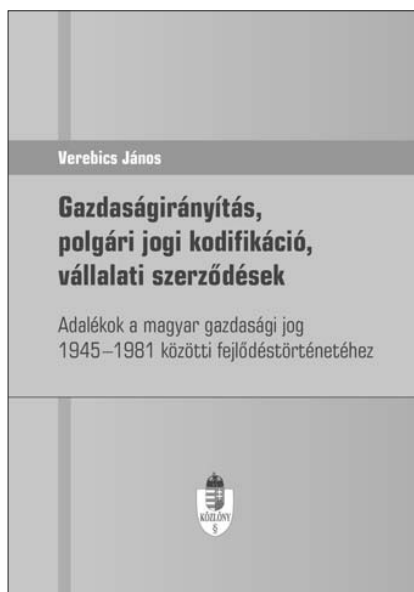 Verebics János
Gazdaságirányítás,
polgári jogi kodifikáció,
vállalati szerződések
Adalékok a magyar gazdasági jog
1945–1981 közötti fejlődéstörténetéhez
KÖZLÖNY
§